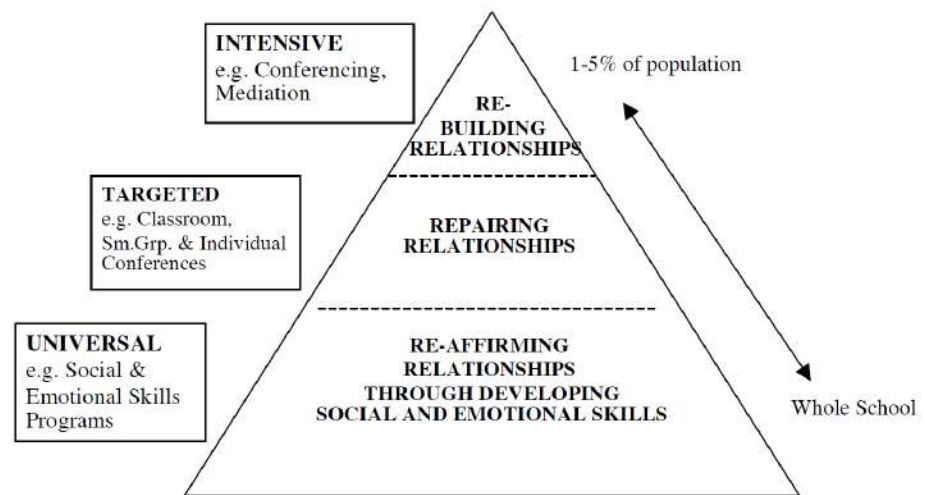 INTENSIVE
e.g. Conferencing,
Mediation
1-5% of population
RE-
BUILDING
RELATIONSHIPS
TARGETED
e.g. Classroom,
Sm.Grp. & Individual
Conferences
REPAIRING
RELATIONSHIPS
UNIVERSAL
e.g. Social &
Emotional Skills
Programs
RE-AFFIRMING
RELATIONSHIPS
THROUGH DEVELOPING
SOCIAL AND EMOTIONAL SKILLS
Whole School